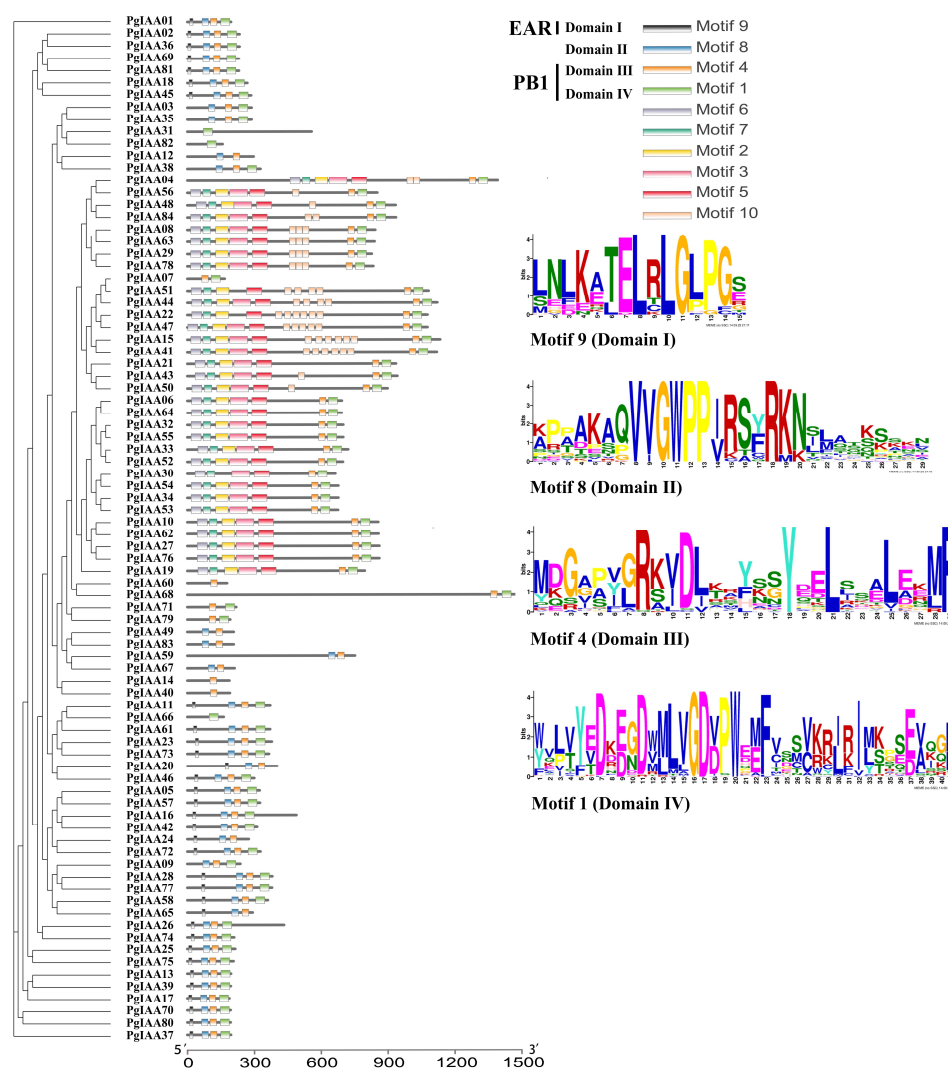 PgIAA01
PgIAA02
PgIAA36
PgIAA69
PgIAA81
PgIAA18
PgIAA45
PgIAA03
PgIAA35
PgIAA31
PgIAA82
PgIAA12
PgIAA38
PgIAA04
PgIAA56
PgIAA48
PgIAA84
PgIAA08
PgIAA63
PgIAA29
PgIAA78
PgIAA07
PgIAA51
PgIAA44
PgIAA22
PgIAA47
PgIAA15
PgIAA41
PgIAA21
PgIAA43
PgIAA50
PgIAA06
PgIAA64
PgIAA32
PgIAA55
PgIAA33
PgIAA52
PgIAA30
PgIAA54
PgIAA34
PgIAA53
PgIAA10
PgIAA62
PgIAA27
PgIAA76
PgIAA19
PgIAA60
PgIAA68
PgIAA71
PgIAA79
PgIAA49
PgIAA83
PgIAA59
PgIAA67
PgIAA14
PgIAA40
PgIAA11
PgIAA66
PgIAA61
PgIAA23
PgIAA73
PgIAA20
PgIAA46
PgIAA05
PgIAA57
PgIAA16
PgIAA42
PgIAA24
PgIAA72
PgIAA09
PgIAA28
PgIAA77
PgIAA58
PgIAA65
PgIAA26
PgIAA74
PgIAA25
PgIAA75
PgIAA13
PgIAA39
PgIAA17
PgIAA70
PgIAA80
PgIAA37
5′ 3′
0 300 600 900 1200 1500
EAR Domain I Motif 9
Domain II Motif 8
PB1 Domain III Motif 4
Domain IV Motif 1
Motif 6
Motif 7
Motif 2
Motif 3
Motif 5
Motif 10
bits
Motif 9 (Domain I)
bits
Motif 8 (Domain II)
bits
Motif 4 (Domain III)
bits
Motif 1 (Domain IV)